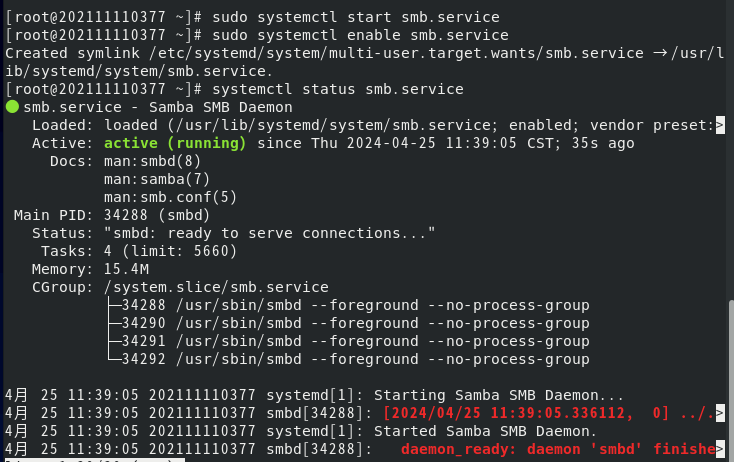 [root@202111110377 ~]# sudo systemctl start smb.service
[root@202111110377 ~]# sudo systemctl enable smb.service
Created symlink /etc/systemd/system/multi-user.target.wants/smb.service → /usr/l
ib/systemd/system/smb.service.
[root@202111110377 ~]# systemctl status smb.service
● smb.service - Samba SMB Daemon
Loaded: loaded (/usr/lib/systemd/system/smb.service; enabled; vendor preset:>
Active: active (running) since Thu 2024-04-25 11:39:05 CST; 35s ago
Docs: man:smbd(8)
man:samba(7)
man:smb.conf(5)
Main PID: 34288 (smbd)
Status: "smbd: ready to serve connections..."
Tasks: 4 (limit: 5660)
Memory: 15.4M
CGroup: /system.slice/smb.service
├─34288 /usr/sbin/smbd --foreground --no-process-group
├─34290 /usr/sbin/smbd --foreground --no-process-group
├─34291 /usr/sbin/smbd --foreground --no-process-group
└─34292 /usr/sbin/smbd --foreground --no-process-group
4月 25 11:39:05 202111110377 systemd[1]: Starting Samba SMB Daemon...
4月 25 11:39:05 202111110377 smbd[34288]: [2024/04/25 11:39:05.336112,  0] ../.>
4月 25 11:39:05 202111110377 systemd[1]: Started Samba SMB Daemon.
4月 25 11:39:05 202111110377 smbd[34288]:   daemon_ready: daemon 'smbd' finishe>